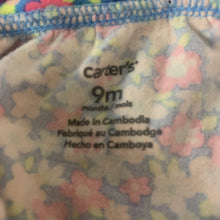 carter's
9m
months/mois
Made in Cambodia
Fabriqué au Cambodge
Hecho en Camboya